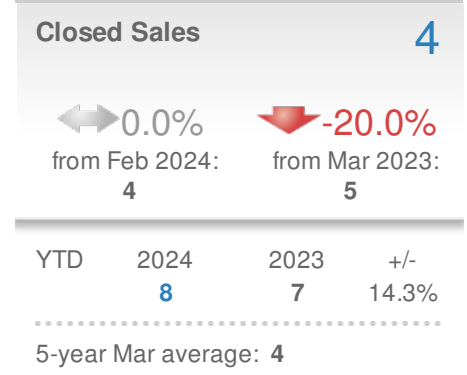 Closed Sales 4
0.0% -20.0%
from Feb 2024: from Mar 2023:
4 5
YTD 2024 2023 +/-
8 7 14.3%
5-year Mar average: 4